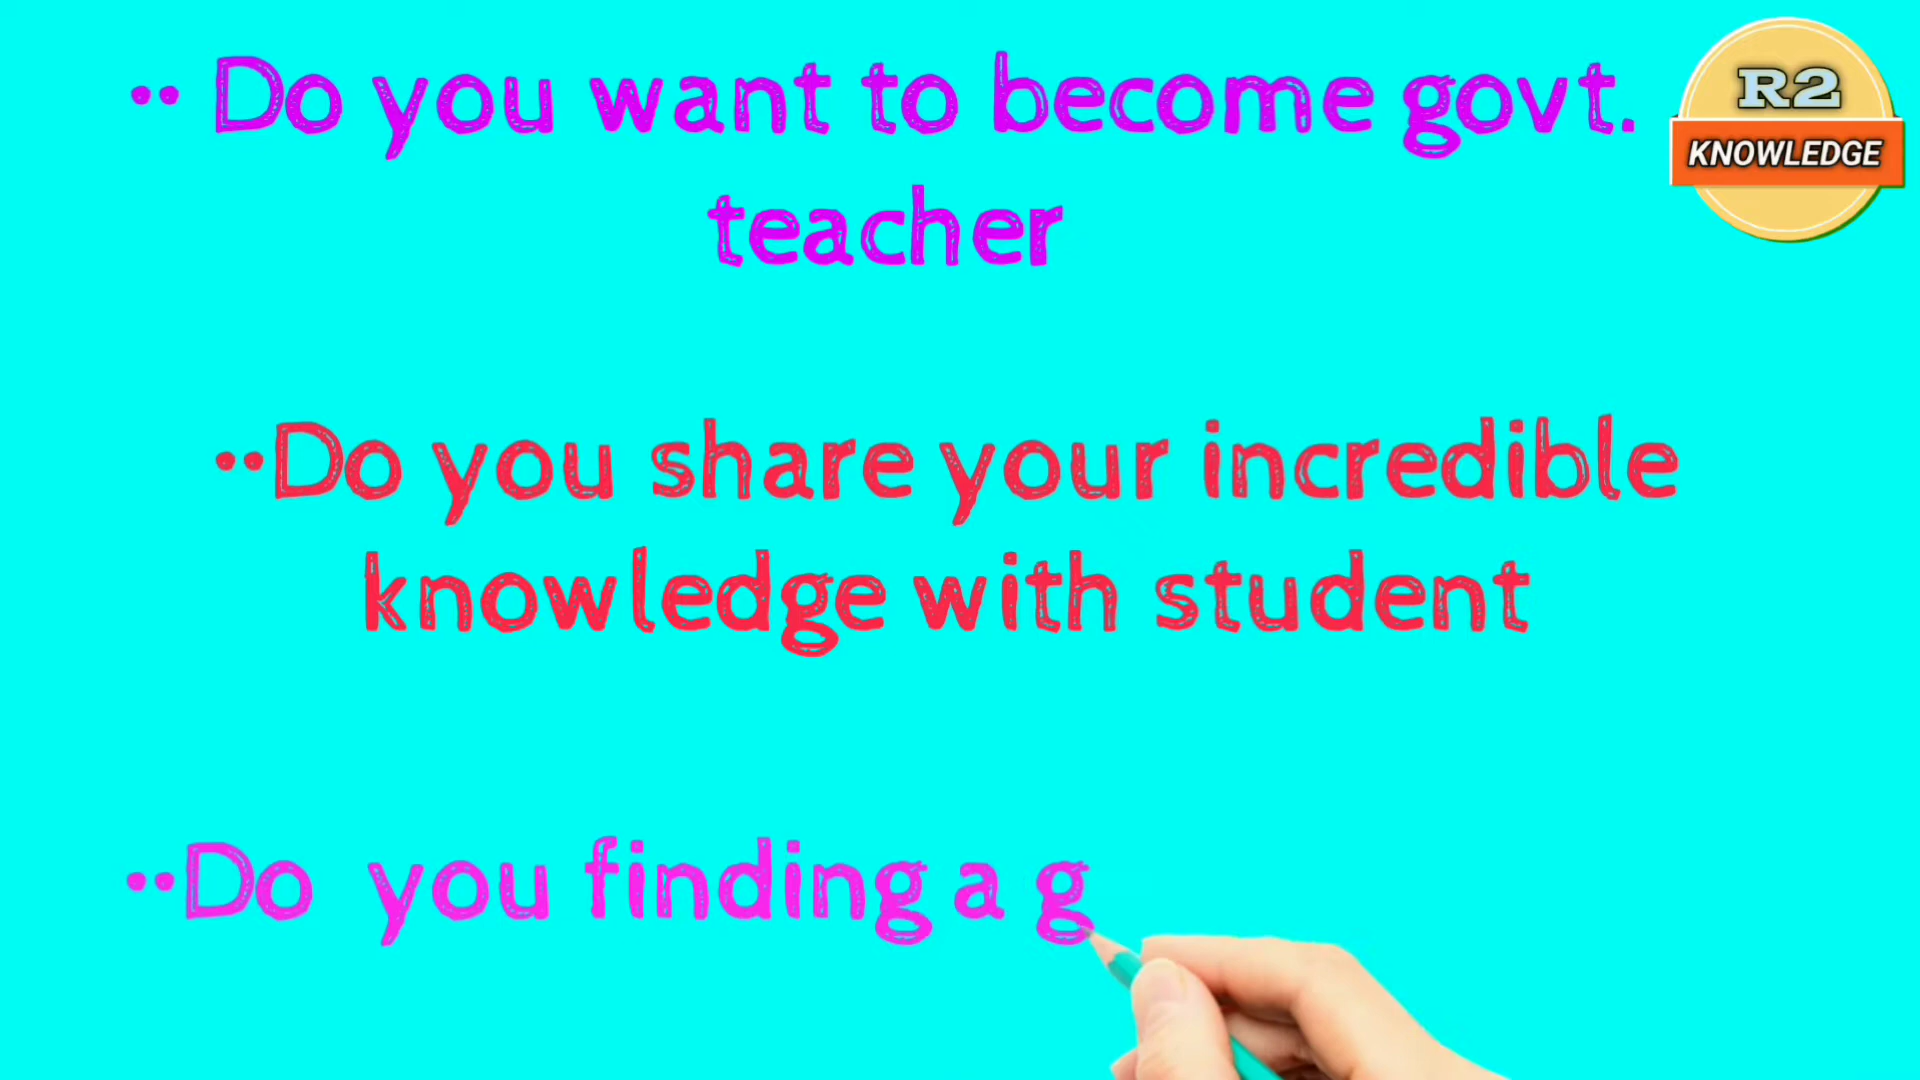 •• Do you want to become govt.
teacher
R2
KNOWLEDGE
••Do you share your incredible
knowledge with student
••Do you finding a g